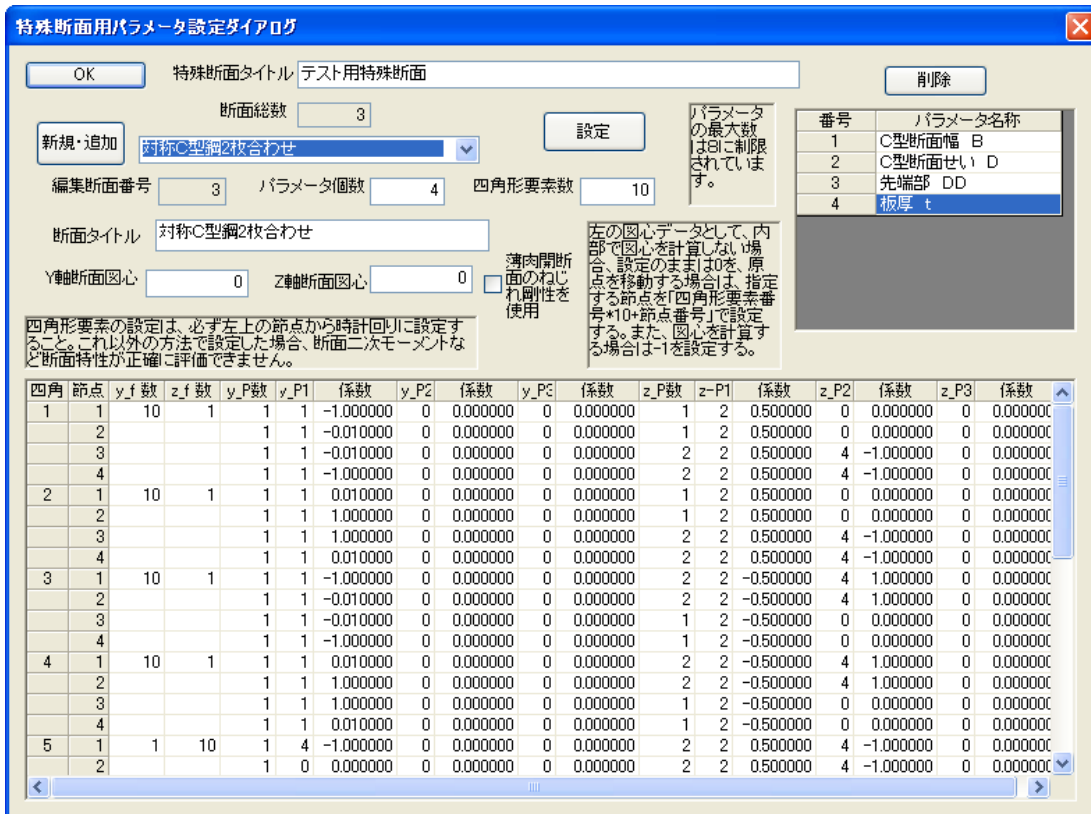 特殊断面用パラメータ設定ダイアログ
OK
特殊断面タイトル テスト用特殊断面
削除
断面総数 3
新規・追加
対称C型鋼2枚合わせ
設定
パラメータ
の最大数
は8に制限
されていま
す。
番号 パラメータ名称
1 C型断面幅 B
2 C型断面せい D
3 先端部 DD
4 板厚 t
編集断面番号 3 パラメータ個数 4 四角形要素数 10
断面タイトル 対称C型鋼2枚合わせ
Y軸断面図心 0 Z軸断面図心 0
薄肉開断
面のねじ
れ剛性を
使用
左の図心データとして、内
部で図心を計算しない場
合、設定のままは0を、原
点を移動する場合は、指定
する節点を「四角形要素番
号*10+節点番号」で設定
する。また、図心を計算す
る場合は-1を設定する。
四角形要素の設定は、必ず左上の節点から時計回りに設定す
ること。これ以外の方法で設定した場合、断面二次モーメントな
ど断面特性が正確に評価できません。
四角 節点 y_f 数 z_f 数 y_P数 y_P1 係数 y_P2 係数 y_P3 係数 z_P数 z-P1 係数 z_P2 係数 z_P3 係数
1 1 10 1 1 1 -1.000000 0 0.000000 0 0.000000 1 2 0.500000 0 0.000000 0 0.000000
2 1 1 -0.010000 0 0.000000 0 0.000000 1 2 0.500000 0 0.000000 0 0.000000
3 1 1 -0.010000 0 0.000000 0 0.000000 2 2 0.500000 4 -1.000000 0 0.000000
4 1 1 -1.000000 0 0.000000 0 0.000000 2 2 0.500000 4 -1.000000 0 0.000000
2 1 10 1 1 1 0.010000 0 0.000000 0 0.000000 1 2 0.500000 0 0.000000 0 0.000000
2 1 1 1.000000 0 0.000000 0 0.000000 1 2 0.500000 0 0.000000 0 0.000000
3 1 1 1.000000 0 0.000000 0 0.000000 2 2 0.500000 4 -1.000000 0 0.000000
4 1 1 0.010000 0 0.000000 0 0.000000 2 2 0.500000 4 -1.000000 0 0.000000
3 1 10 1 1 1 -1.000000 0 0.000000 0 0.000000 2 2 -0.500000 4 1.000000 0 0.000000
2 1 1 -0.010000 0 0.000000 0 0.000000 2 2 -0.500000 4 1.000000 0 0.000000
3 1 1 -0.010000 0 0.000000 0 0.000000 1 2 -0.500000 0 0.000000 0 0.000000
4 1 1 -1.000000 0 0.000000 0 0.000000 1 2 -0.500000 0 0.000000 0 0.000000
4 1 10 1 1 1 0.010000 0 0.000000 0 0.000000 2 2 -0.500000 4 1.000000 0 0.000000
2 1 1 1.000000 0 0.000000 0 0.000000 2 2 -0.500000 4 1.000000 0 0.000000
3 1 1 1.000000 0 0.000000 0 0.000000 1 2 -0.500000 0 0.000000 0 0.000000
4 1 1 0.010000 0 0.000000 0 0.000000 1 2 -0.500000 0 0.000000 0 0.000000
5 1 1 10 1 4 -1.000000 0 0.000000 0 0.000000 2 2 0.500000 4 -1.000000 0 0.000000
2 1 0 0.000000 0 0.000000 0 0.000000 2 2 0.500000 4 -1.000000 0 0.000000